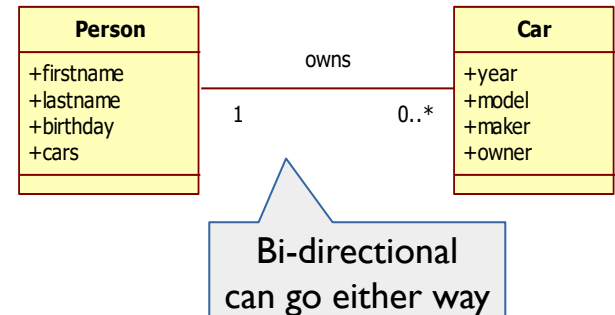 Person
+firstname
+lastname
+birthday
+cars
owns
1
0..*
Car
+year
+model
+maker
+owner
Bi-directional
can go either way